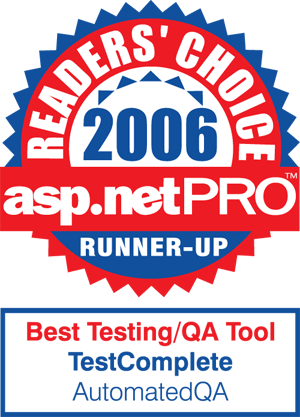 READERS' CHOICE
2006
asp.netPRO™
RUNNER-UP
Best Testing/QA Tool
TestComplete
AutomatedQA